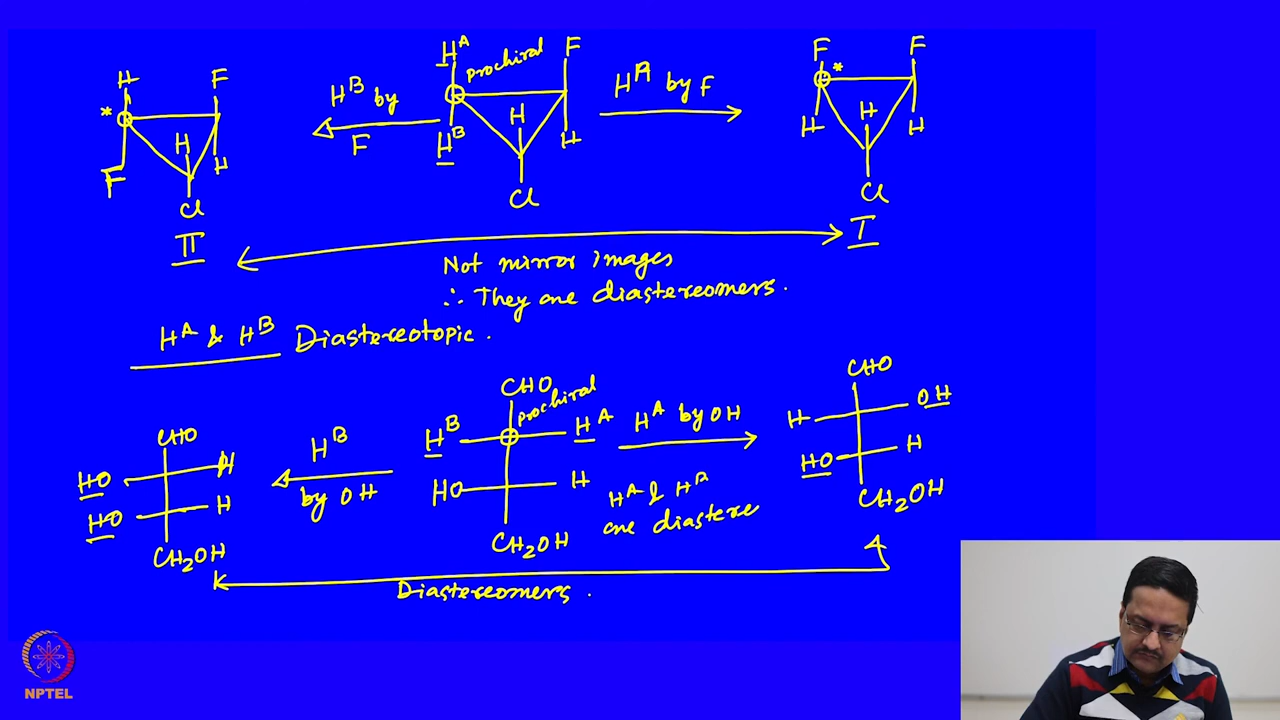 H F
* H
F H
Cl
II
H^B by
F
H^A prochiral F
H
H^B H
Cl
H^A by F
F * F
H
H H
Cl
I
Not mirror images
∴ They are diastereomers.
H^A & H^B Diastereotopic.
CHO
HO H
HO H
CH2OH
H^B
by OH
CHO
prochiral
H^B H^A
HO H
CH2OH
H^A by OH
H^A & H^B
are diastere
CHO
H OH
HO H
CH2OH
Diastereomers.
NPTEL